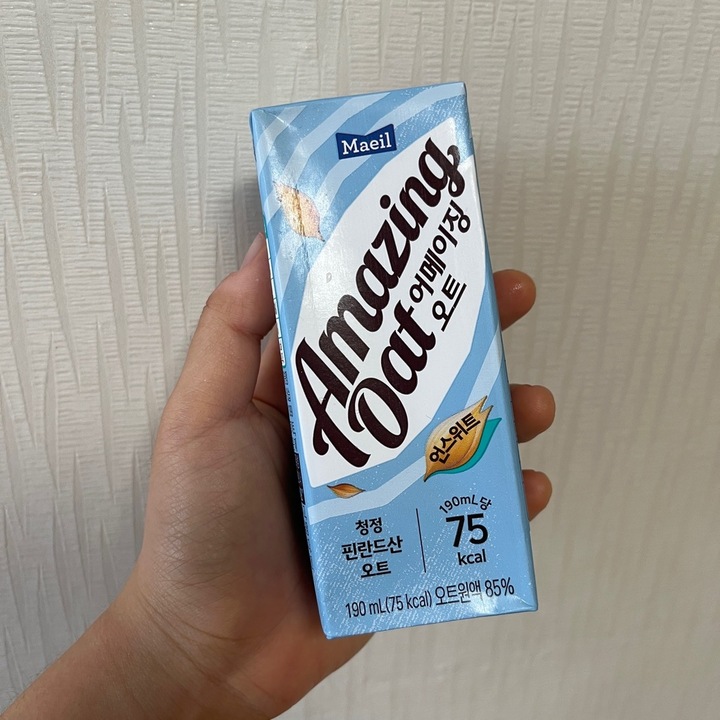 Maeil
Amazing
Oat
어메이징
오트
언스위트
청정
핀란드산
오트
190mL당
75
kcal
190 mL(75 kcal) 오트원액 85%